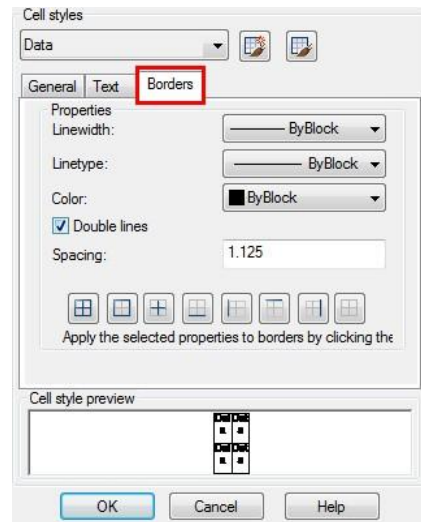 Cell styles
Data
General Text Borders
Properties
Linewidth: ByBlock
Linetype: ByBlock
Color: ByBlock
Double lines
Spacing: 1.125
Apply the selected properties to borders by clicking the
Cell style preview
OK Cancel Help